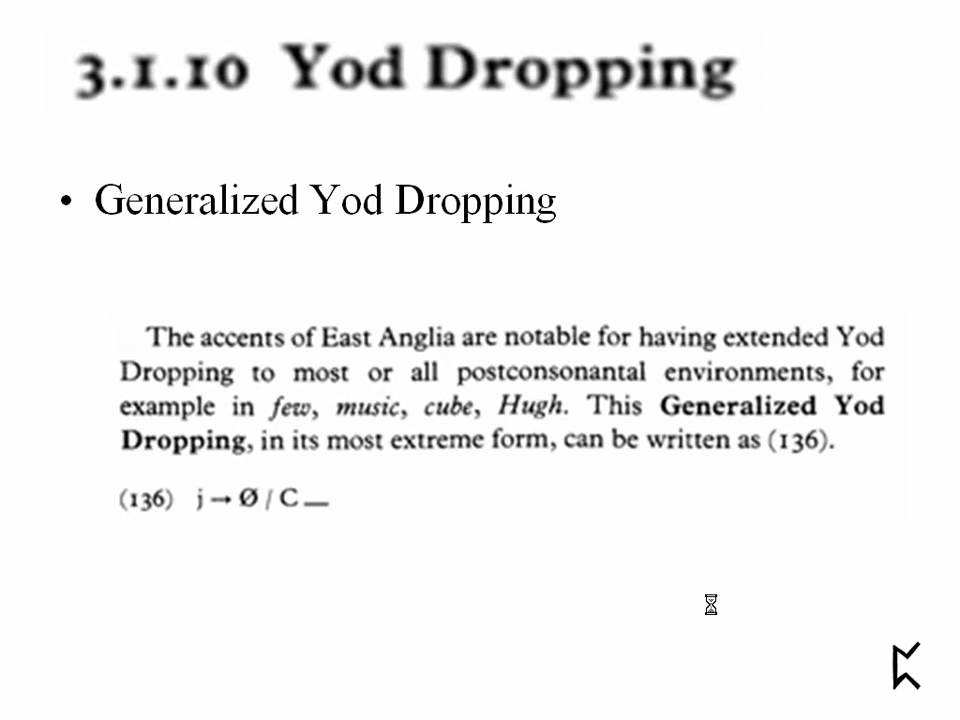 3.1.10 Yod Dropping
• Generalized Yod Dropping
The accents of East Anglia are notable for having extended Yod
Dropping to most or all postconsonantal environments, for
example in few, music, cube, Hugh. This Generalized Yod
Dropping, in its most extreme form, can be written as (136).
(136) j → Ø / C —